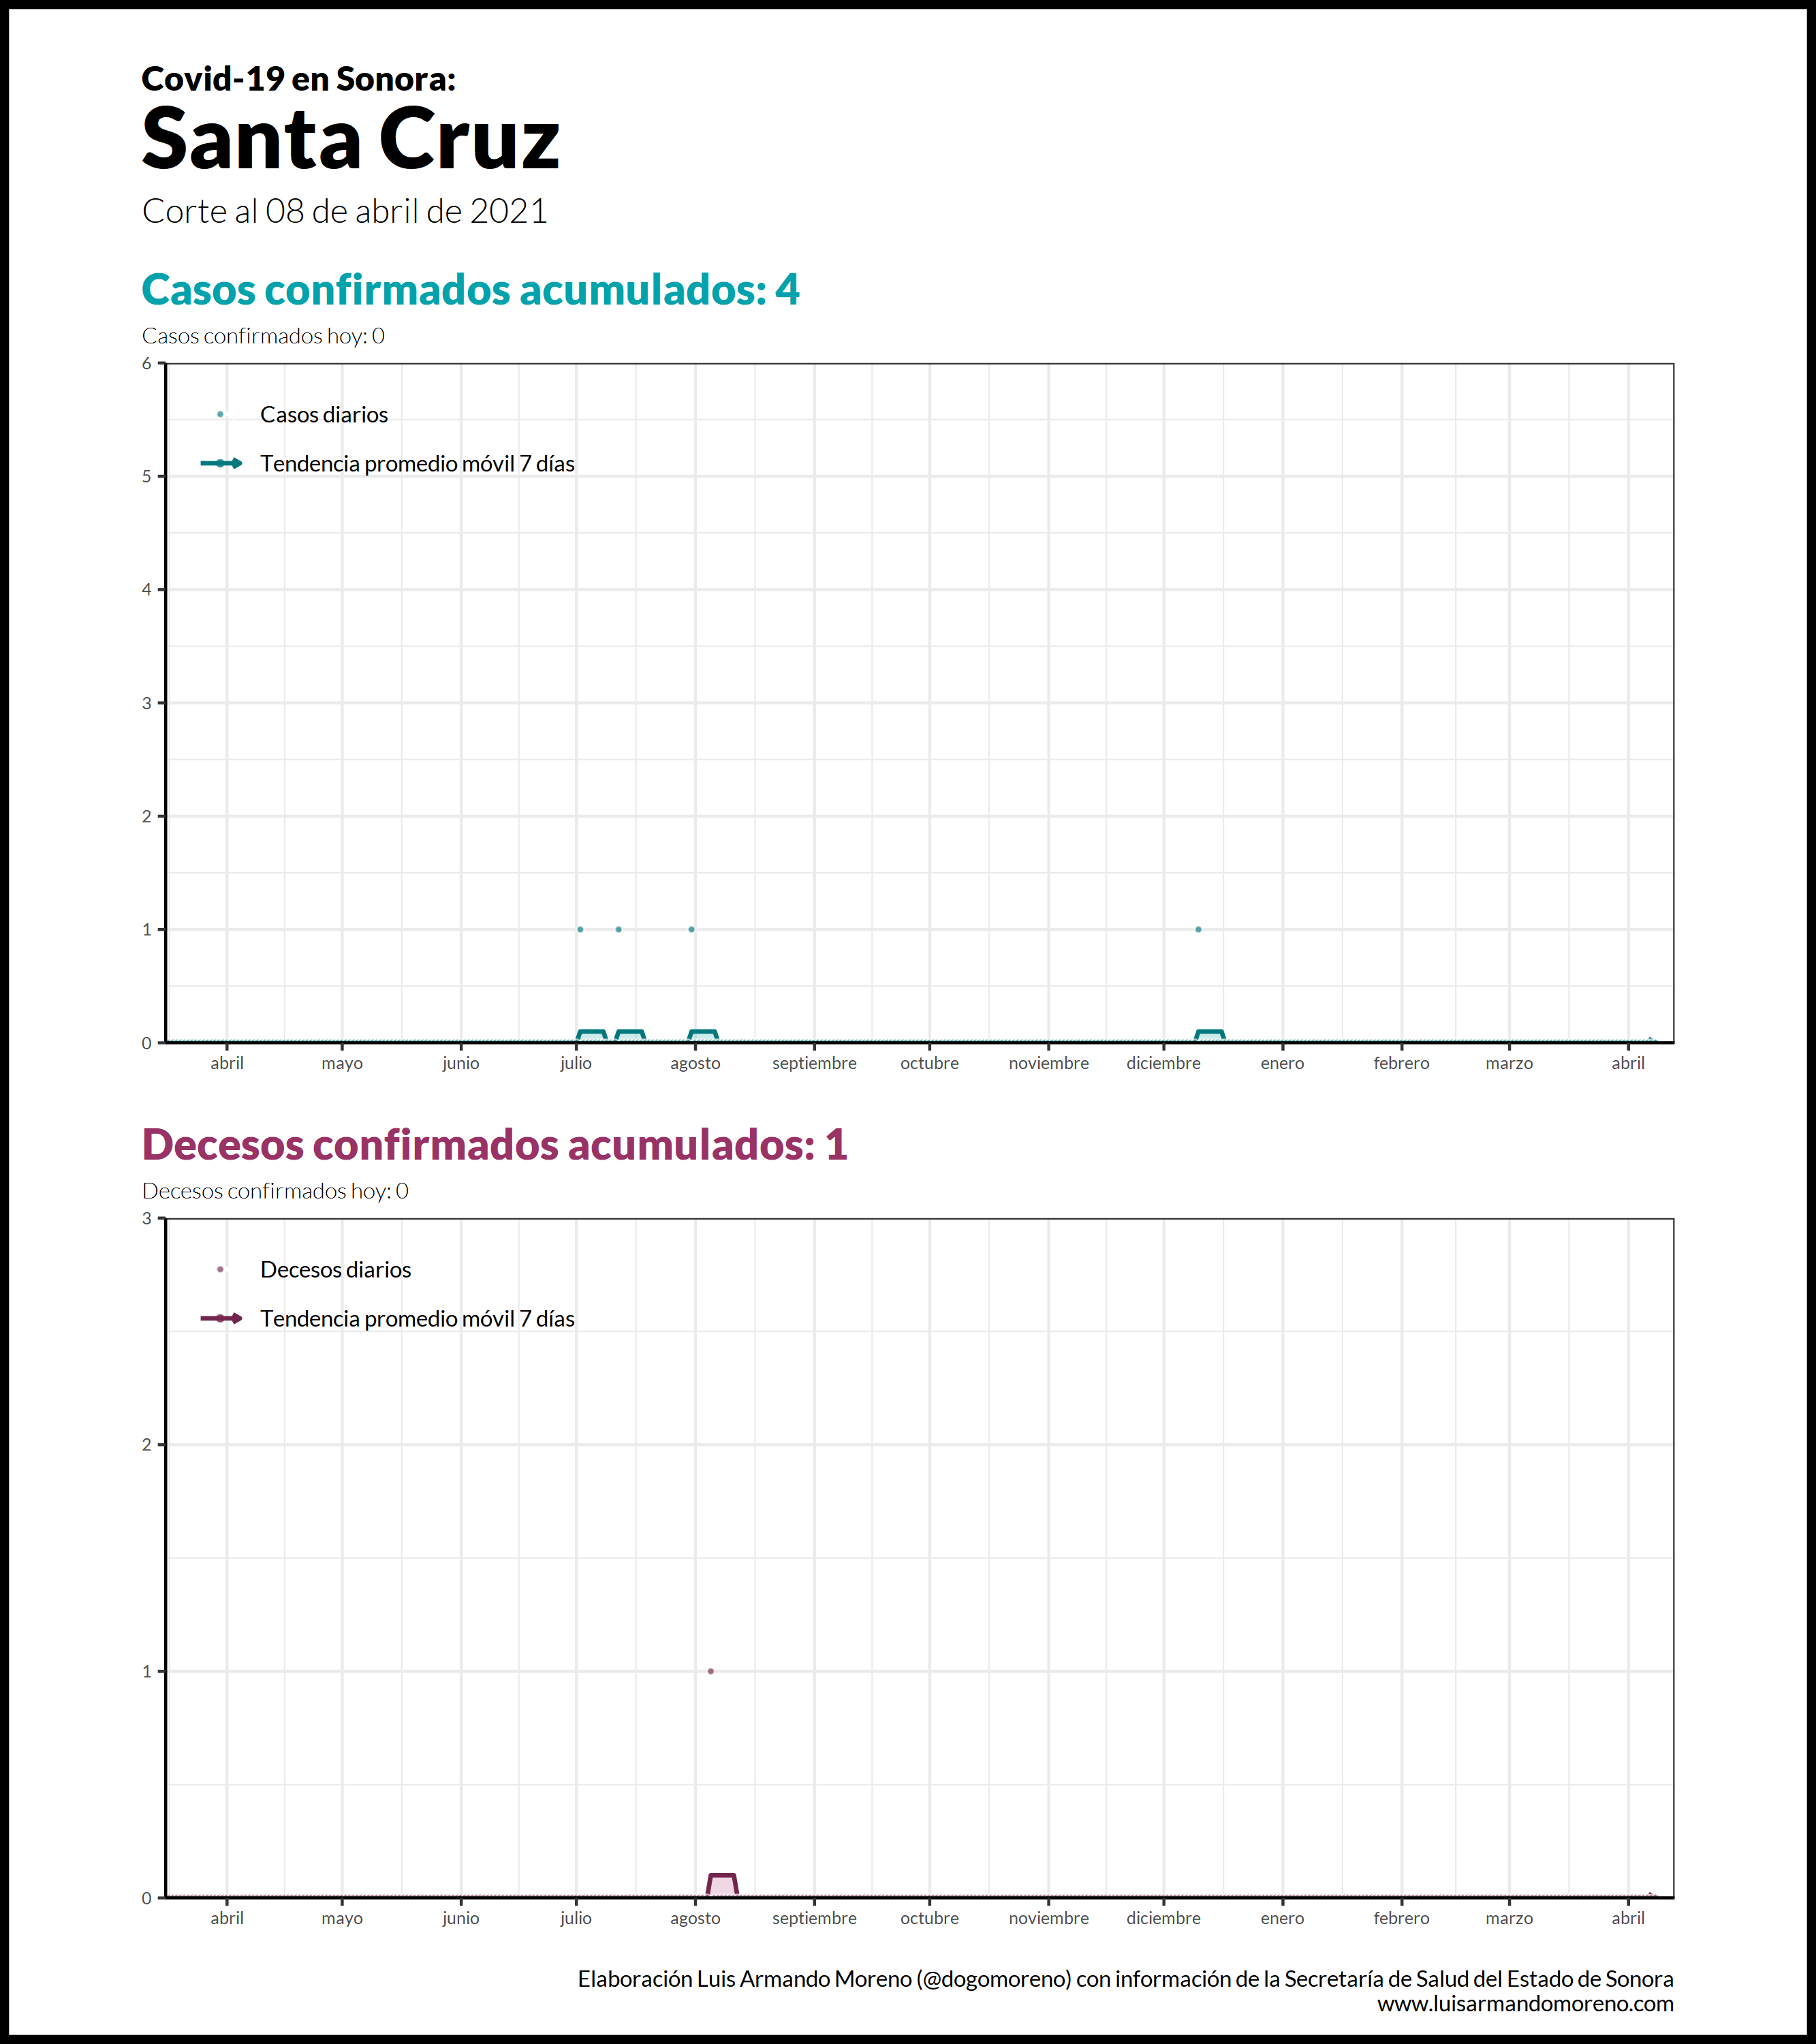 Covid-19 en Sonora:
Santa Cruz
Corte al 08 de abril de 2021
Casos confirmados acumulados: 4
Casos confirmados hoy: 0
6
Casos diarios
Tendencia promedio móvil 7 días
5
4
3
2
1
0
abril mayo junio julio agosto septiembre octubre noviembre diciembre enero febrero marzo abril
Decesos confirmados acumulados: 1
Decesos confirmados hoy: 0
3
Decesos diarios
Tendencia promedio móvil 7 días
2
1
0
abril mayo junio julio agosto septiembre octubre noviembre diciembre enero febrero marzo abril
Elaboración Luis Armando Moreno (@dogomoreno) con información de la Secretaría de Salud del Estado de Sonora
www.luisarmandomoreno.com